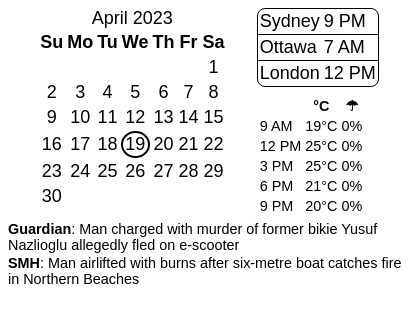 April 2023
Su Mo Tu We Th Fr Sa
1
2 3 4 5 6 7 8
9 10 11 12 13 14 15
16 17 18 19 20 21 22
23 24 25 26 27 28 29
30
Sydney 9 PM
Ottawa 7 AM
London 12 PM
°C ☂
9 AM 19°C 0%
12 PM 25°C 0%
3 PM 25°C 0%
6 PM 21°C 0%
9 PM 20°C 0%
Guardian: Man charged with murder of former bikie Yusuf
Nazlioglu allegedly fled on e-scooter
SMH: Man airlifted with burns after six-metre boat catches fire
in Northern Beaches